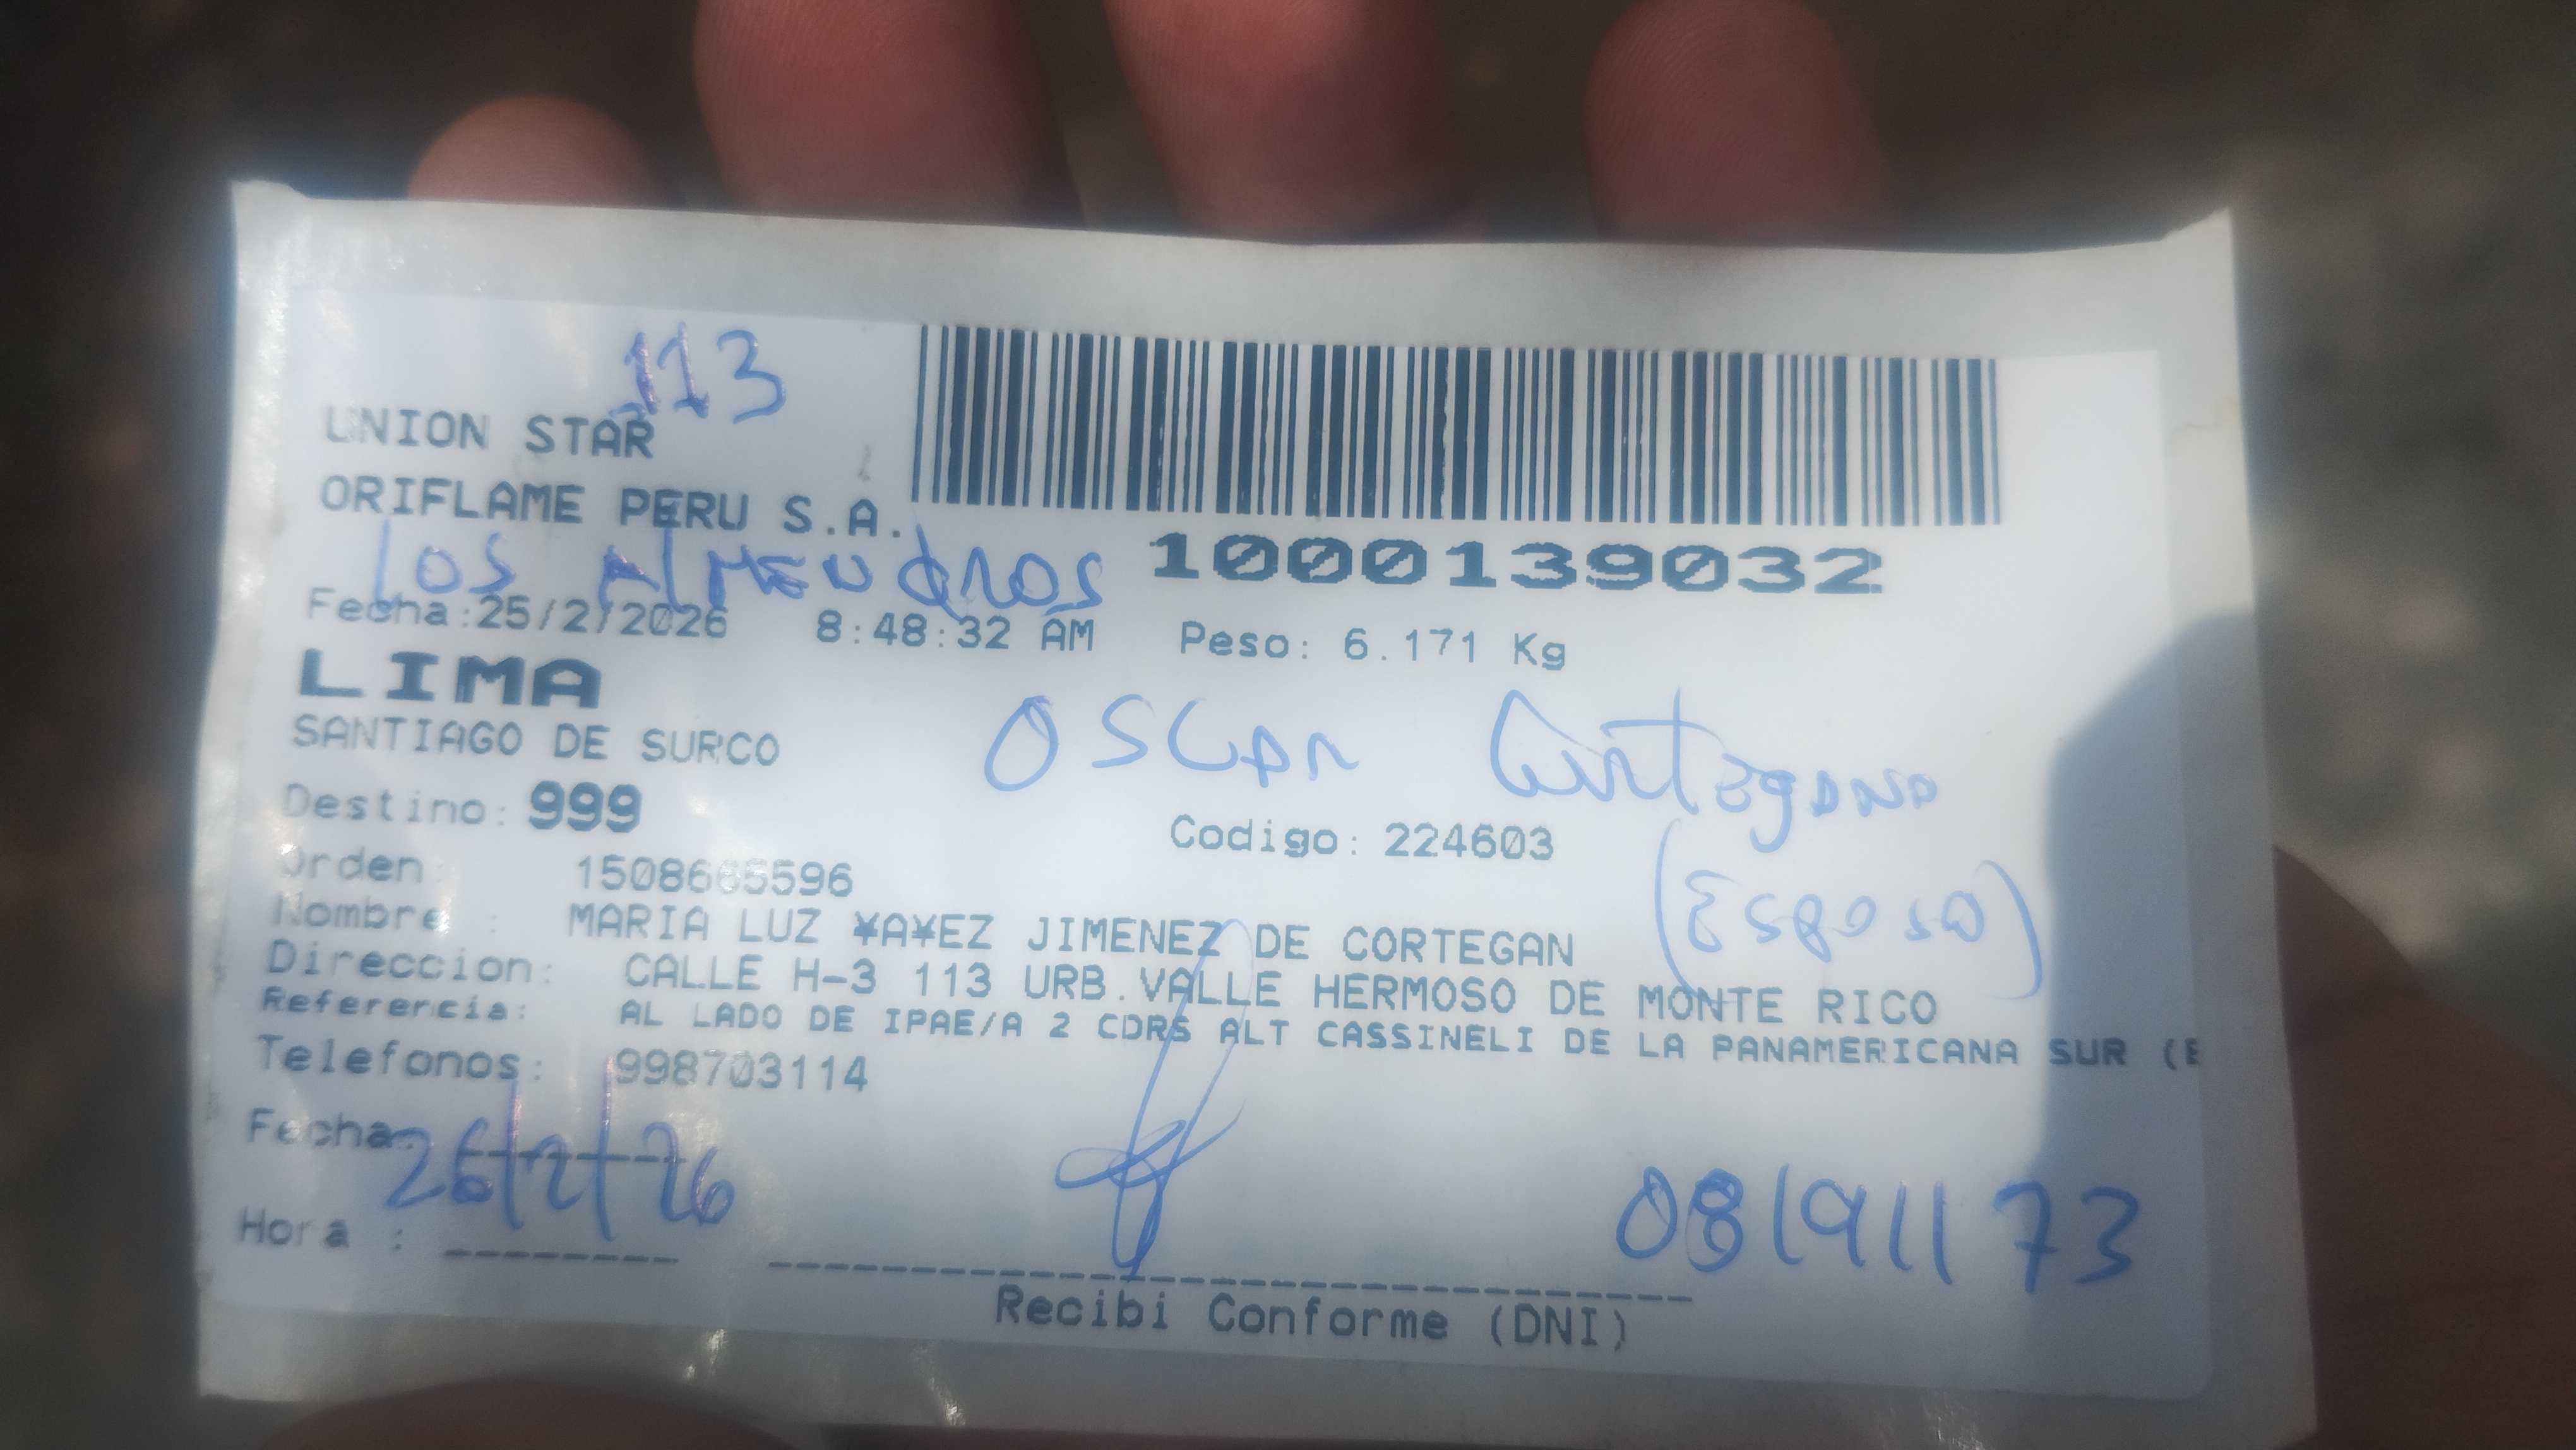 113
UNION STAR
ORIFLAME PERU S.A.
Los AlMENdros
1000139032
Fecha:25/2/2026 8:48:32 AM Peso: 6.171 Kg
LIMA
SANTIAGO DE SURCO
OSCAR Cortegana
Destino: 999
Codigo: 224603
(Esposo)
Orden 1508665596
Nombre : MARIA LUZ ¥A¥EZ JIMENEZ DE CORTEGAN
Direccion: CALLE H-3 113 URB.VALLE HERMOSO DE MONTE RICO
Referencia: AL LADO DE IPAE/A 2 CDRS ALT CASSINELI DE LA PANAMERICANA SUR (E
Telefonos: 998703114
Fecha: 26/2/26
Hora :
08191173
Recibi Conforme (DNI)